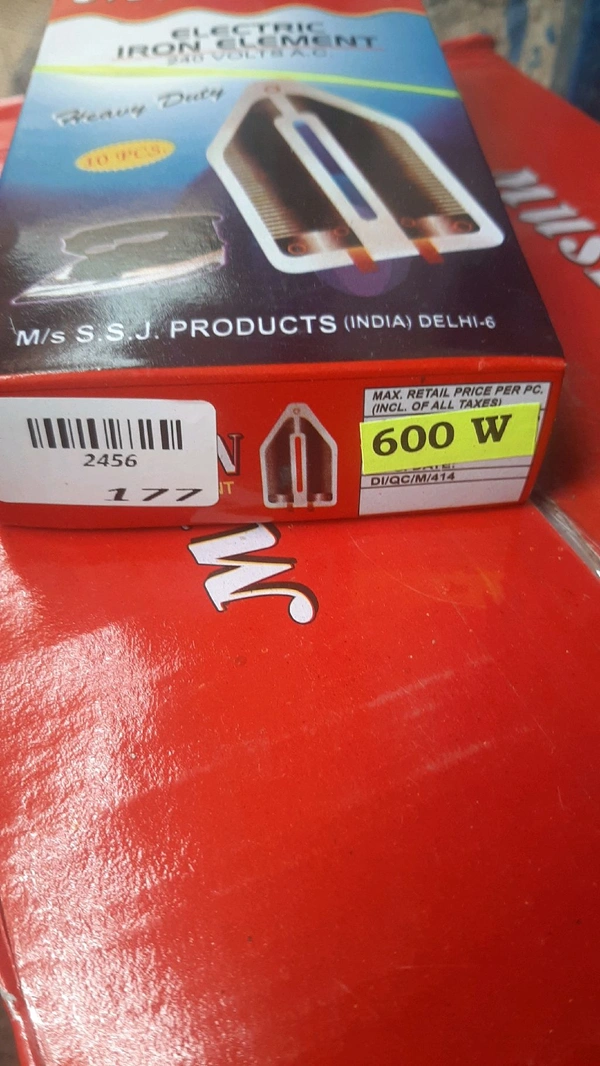 ELECTRIC
IRON ELEMENT
240 VOLTS A.C.
Heavy Duty
10 PCS.
M/s S.S.J. PRODUCTS (INDIA) DELHI-6
MAX. RETAIL PRICE PER PC.
(INCL. OF ALL TAXES)
600 W
DATE:
DI/QC/M/414
2456
177